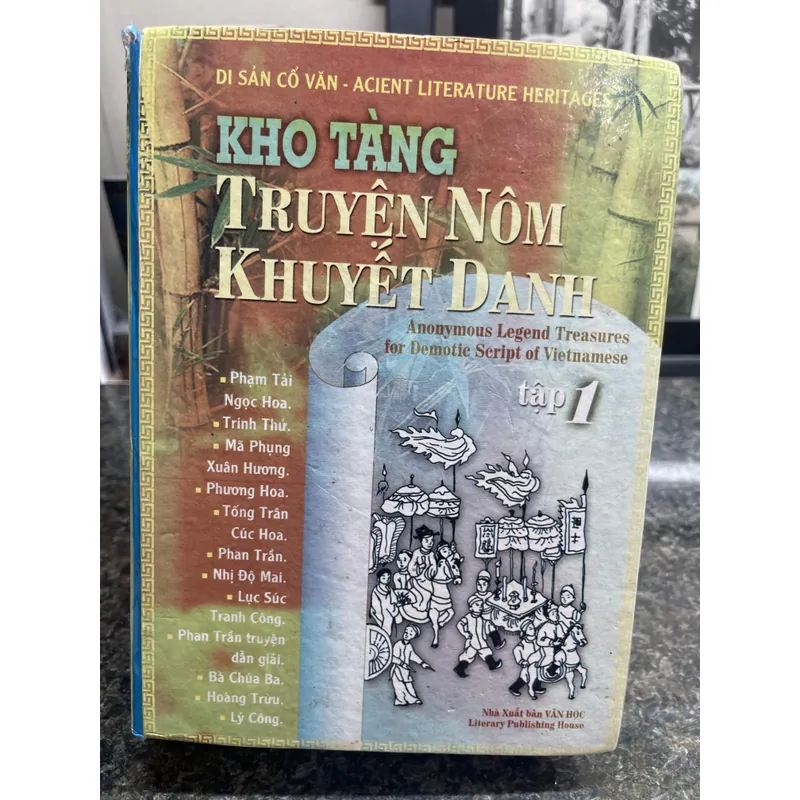 DI SẢN CỔ VĂN - ACIENT LITERATURE HERITAGES
KHO TÀNG
TRUYỆN NÔM
KHUYẾT DANH
Anonymous Legend Treasures
for Demotic Script of Vietnamese
tập 1
▪ Phạm Tải
Ngọc Hoa.
▪ Trinh Thử.
▪ Mã Phụng
Xuân Hương.
▪ Phương Hoa.
▪ Tống Trân
Cúc Hoa.
▪ Phan Trần.
▪ Nhị Độ Mai.
▪ Lục Súc
Tranh Công.
▪ Phan Trần truyện
dẫn giải.
▪ Bà Chúa Ba.
▪ Hoàng Trừu.
▪ Lý Công.
Nhà Xuất bản VĂN HỌC
Literary Publishing House